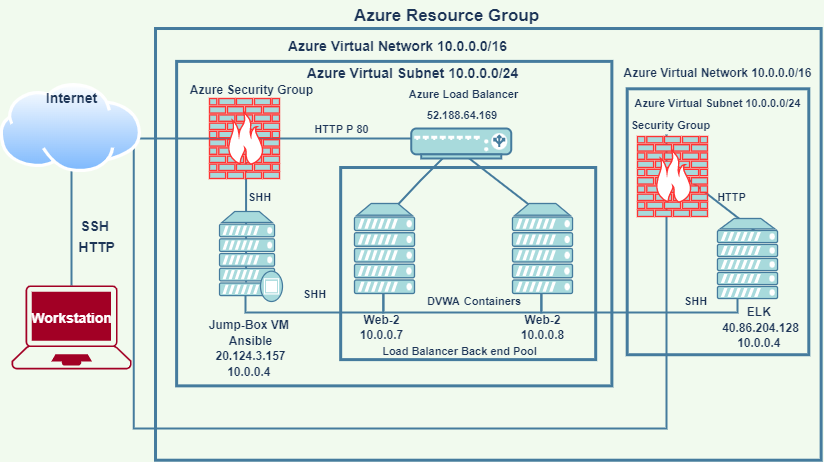 Azure Resource Group
Azure Virtual Network 10.0.0.0/16
Azure Virtual Subnet 10.0.0.0/24
Azure Security Group
Azure Load Balancer
52.188.64.169
HTTP P 80
Internet
SSH
HTTP
Workstation
SHH
Jump-Box VM
Ansible
20.124.3.157
10.0.0.4
SHH
DVWA Containers
Web-2
10.0.0.7
Web-2
10.0.0.8
Load Balancer Back end Pool
Azure Virtual Network 10.0.0.0/16
Azure Virtual Subnet 10.0.0.0/24
Security Group
HTTP
SHH
ELK
40.86.204.128
10.0.0.4